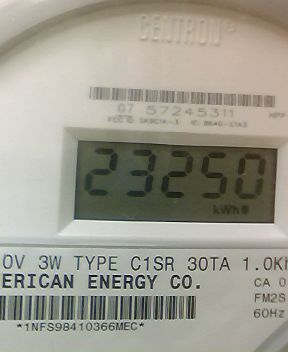 CENTRON
07 57245311
23250
kWh
0V 3W TYPE C1SR 30TA 1.0Kh
ERICAN ENERGY CO.
CA 0
FM2S
60Hz
*1NFS98410366MEC*